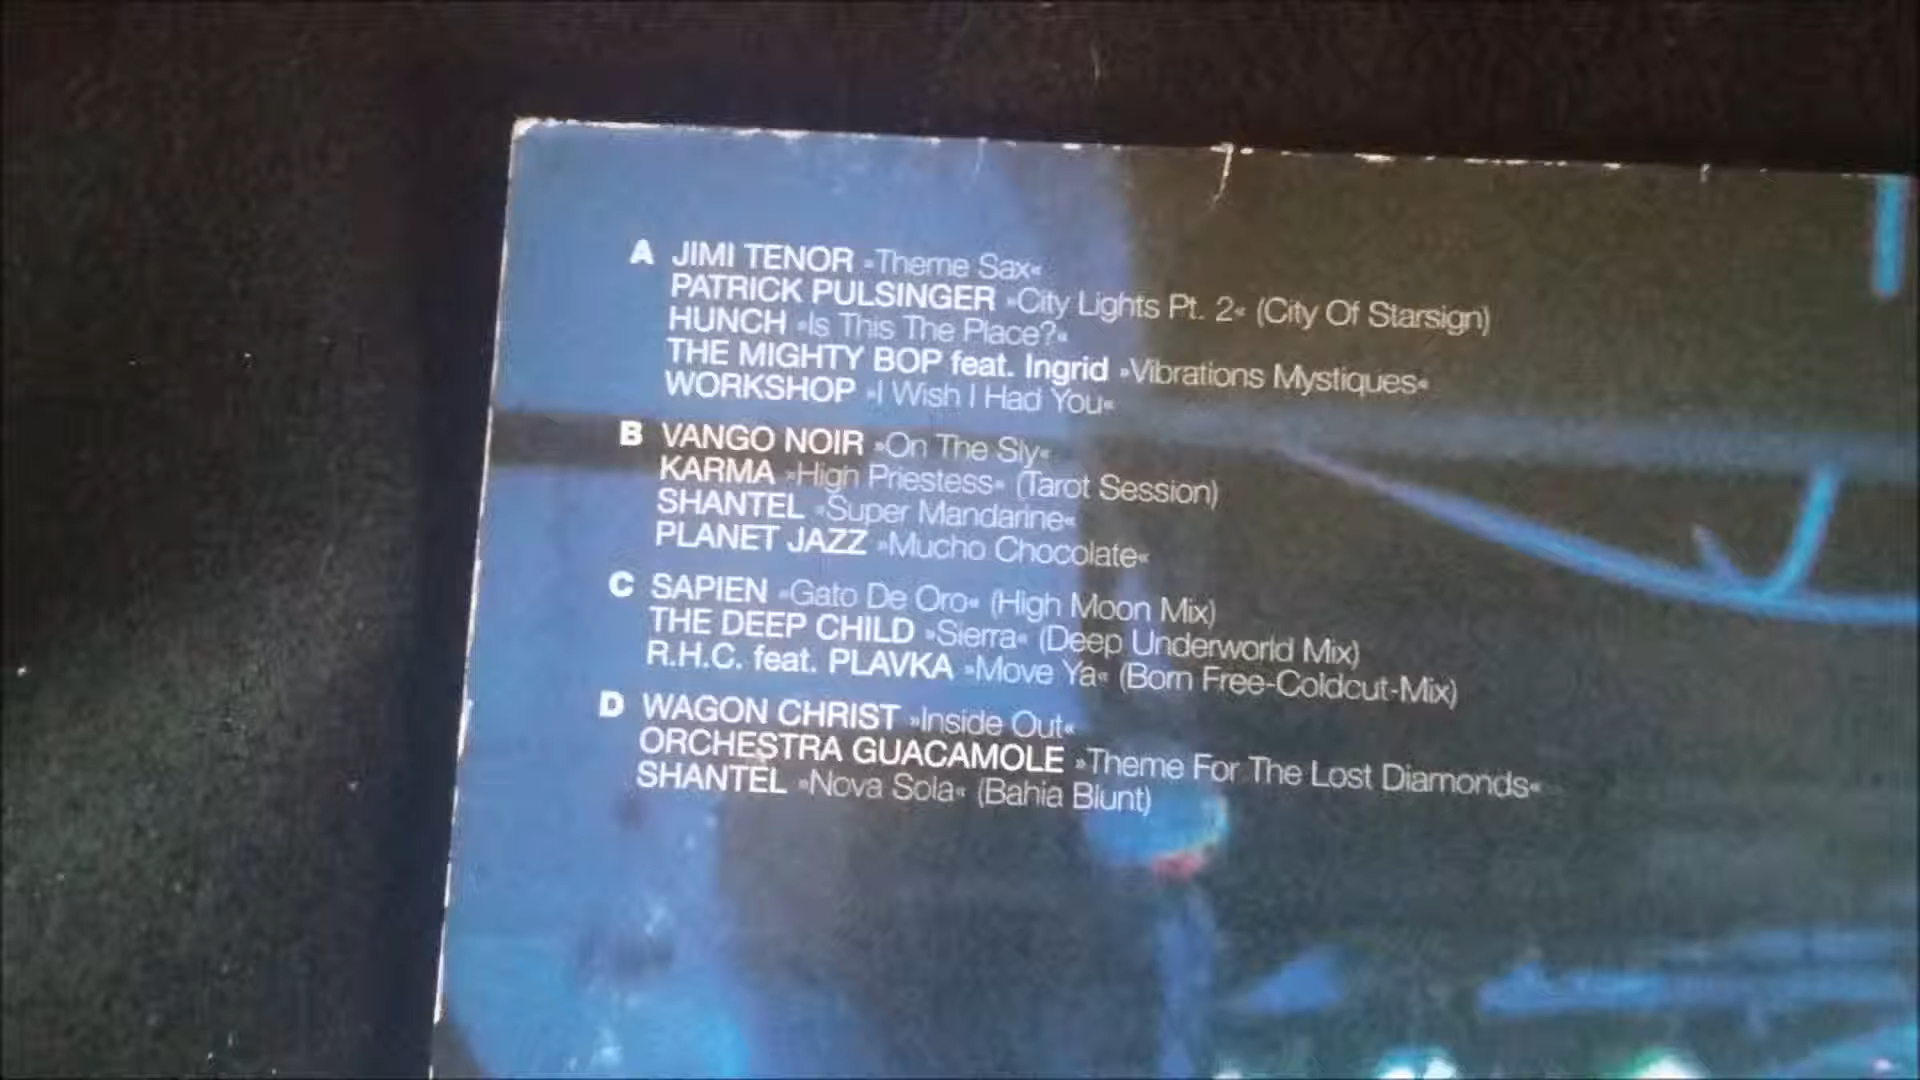 A JIMI TENOR »Theme Sax«
PATRICK PULSINGER »City Lights Pt. 2« (City Of Starsign)
HUNCH »Is This The Place?«
THE MIGHTY BOP feat. Ingrid »Vibrations Mystiques«
WORKSHOP »I Wish I Had You«
B VANGO NOIR »On The Sly«
KARMA »High Priestess« (Tarot Session)
SHANTEL »Super Mandarine«
PLANET JAZZ »Mucho Chocolate«
C SAPIEN »Gato De Oro« (High Moon Mix)
THE DEEP CHILD »Sierra« (Deep Underworld Mix)
R.H.C. feat. PLAVKA »Move Ya« (Born Free-Coldcut-Mix)
D WAGON CHRIST »Inside Out«
ORCHESTRA GUACAMOLE »Theme For The Lost Diamonds«
SHANTEL »Nova Sola« (Bahia Blunt)